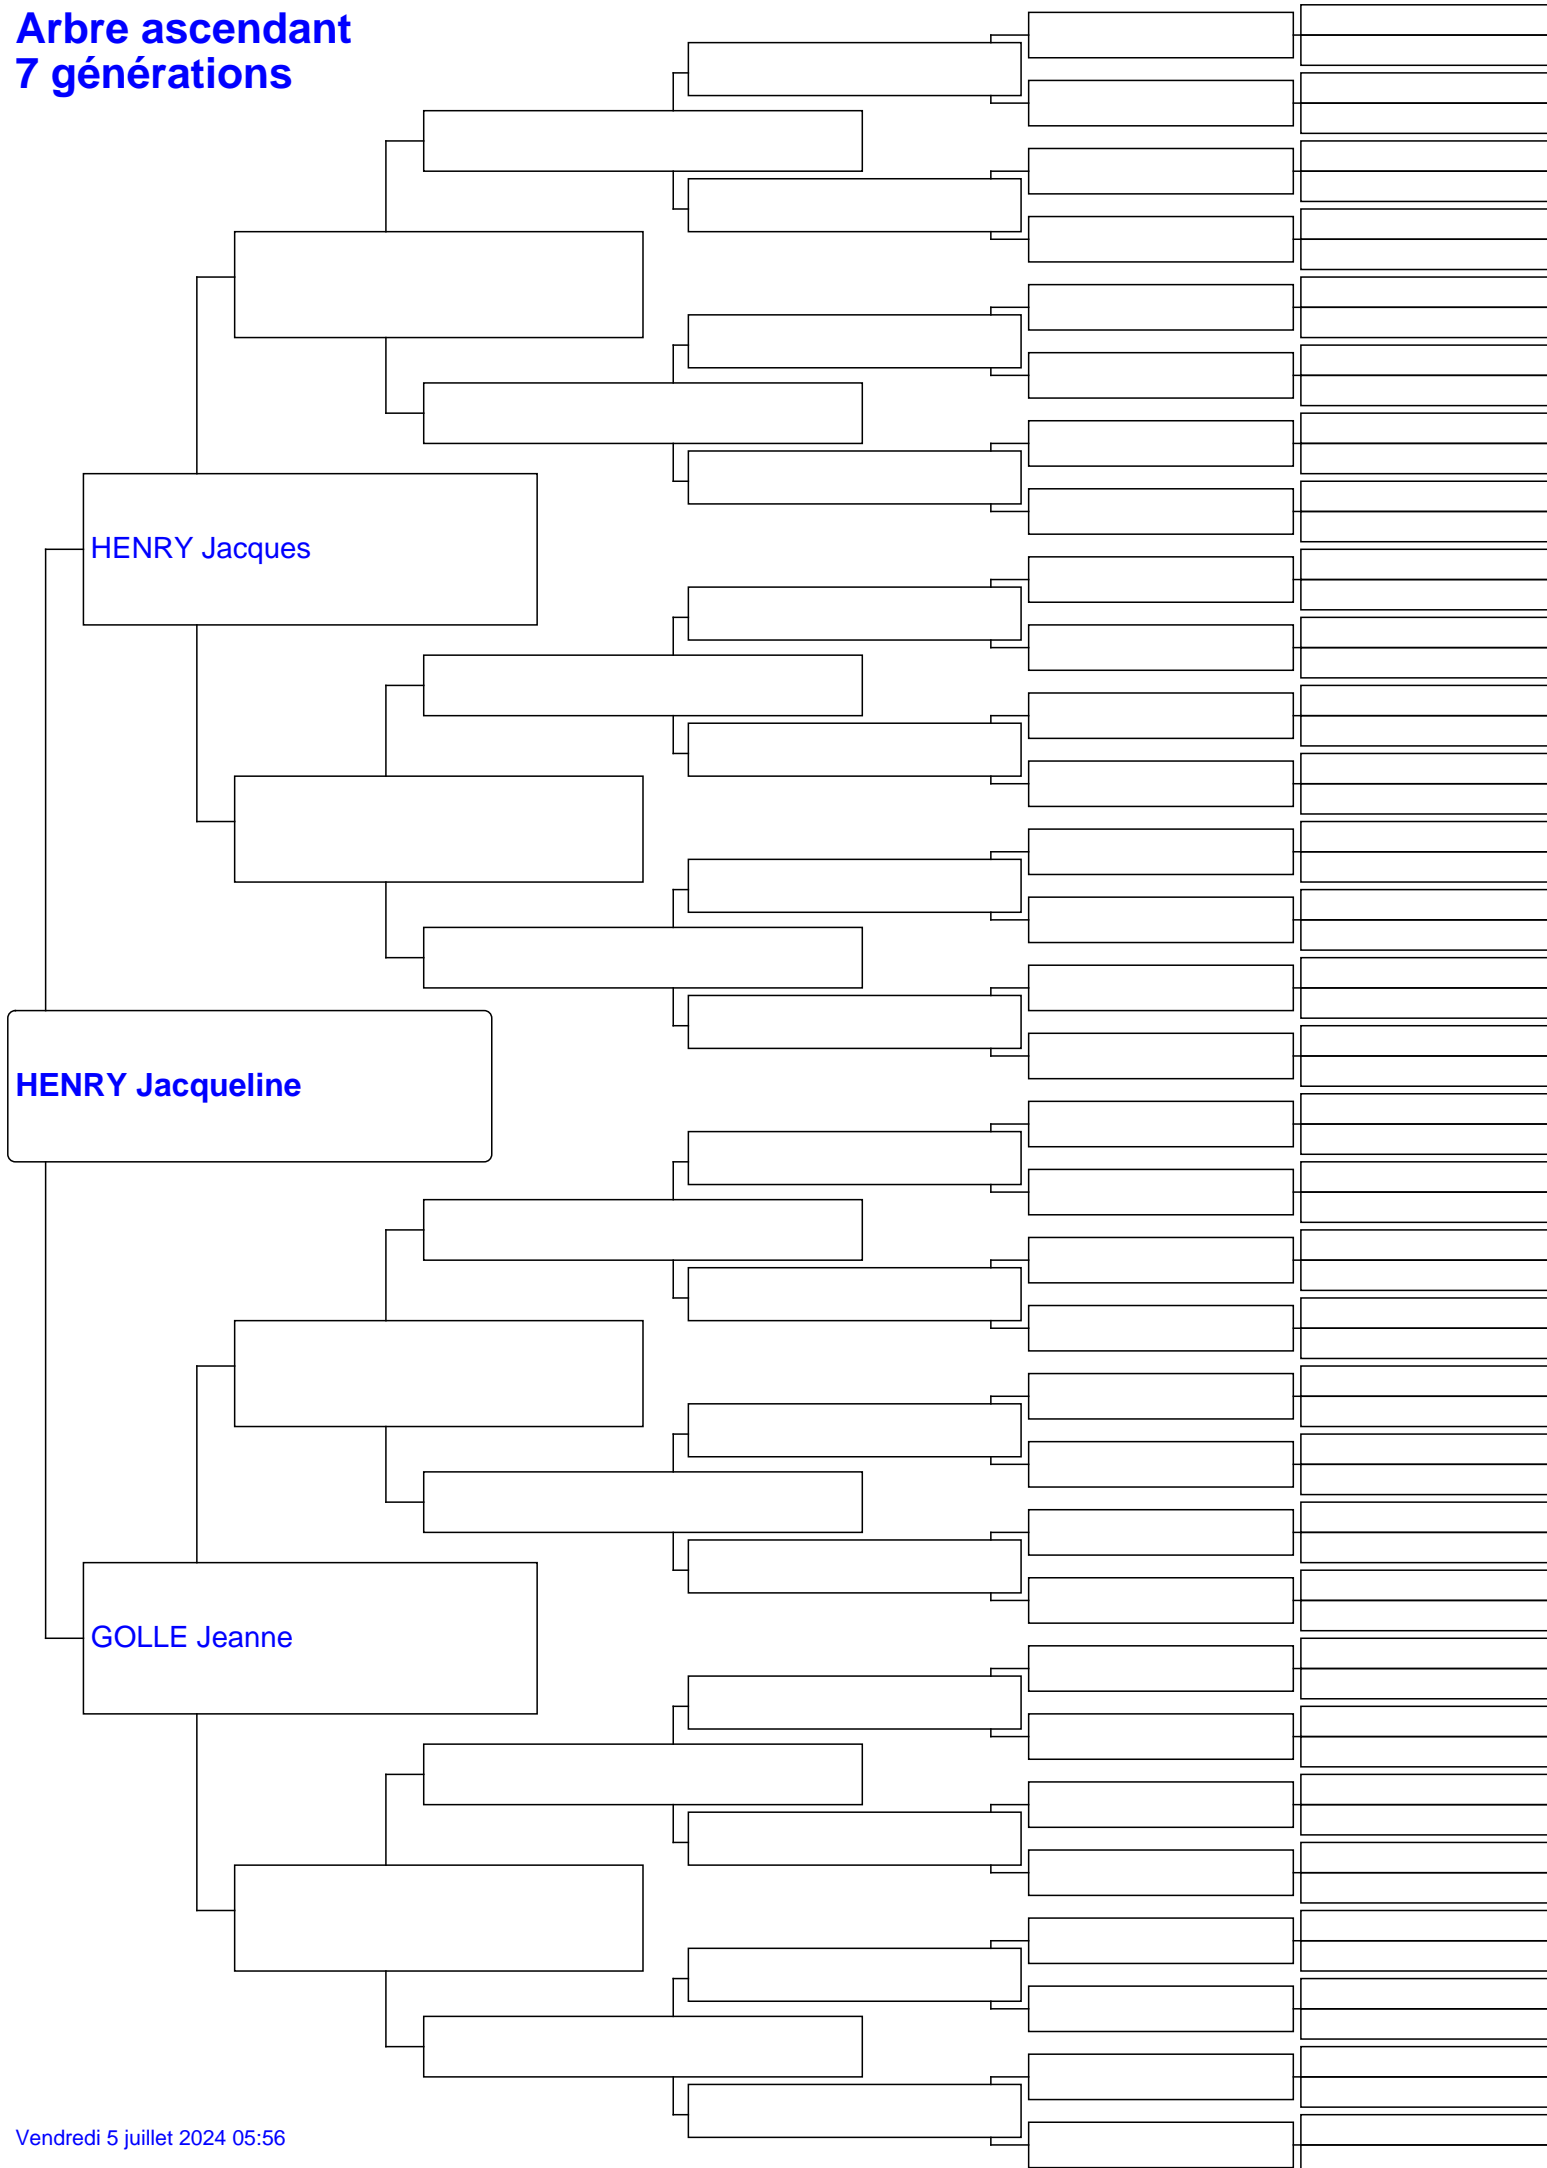 Arbre ascendant
7 générations
HENRY Jacques
HENRY Jacqueline
GOLLE Jeanne
Vendredi 5 juillet 2024 05:56